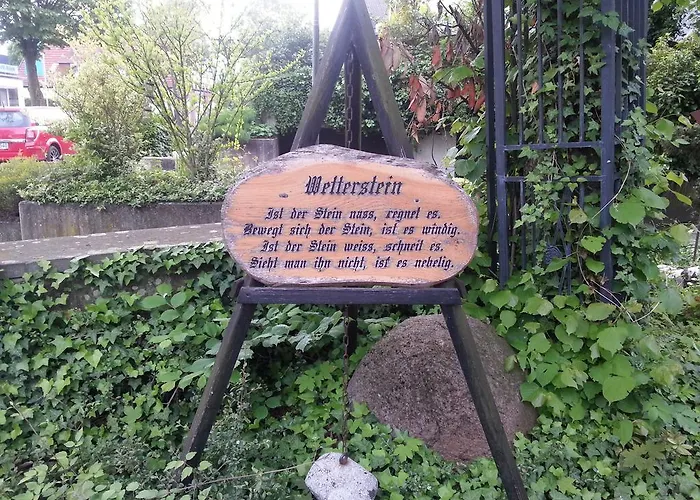 Wetterstein
Ist der Stein nass, regnet es.
Bewegt sich der Stein, ist es windig.
Ist der Stein weiss, schneit es.
Sieht man ihn nicht, ist es nebelig.